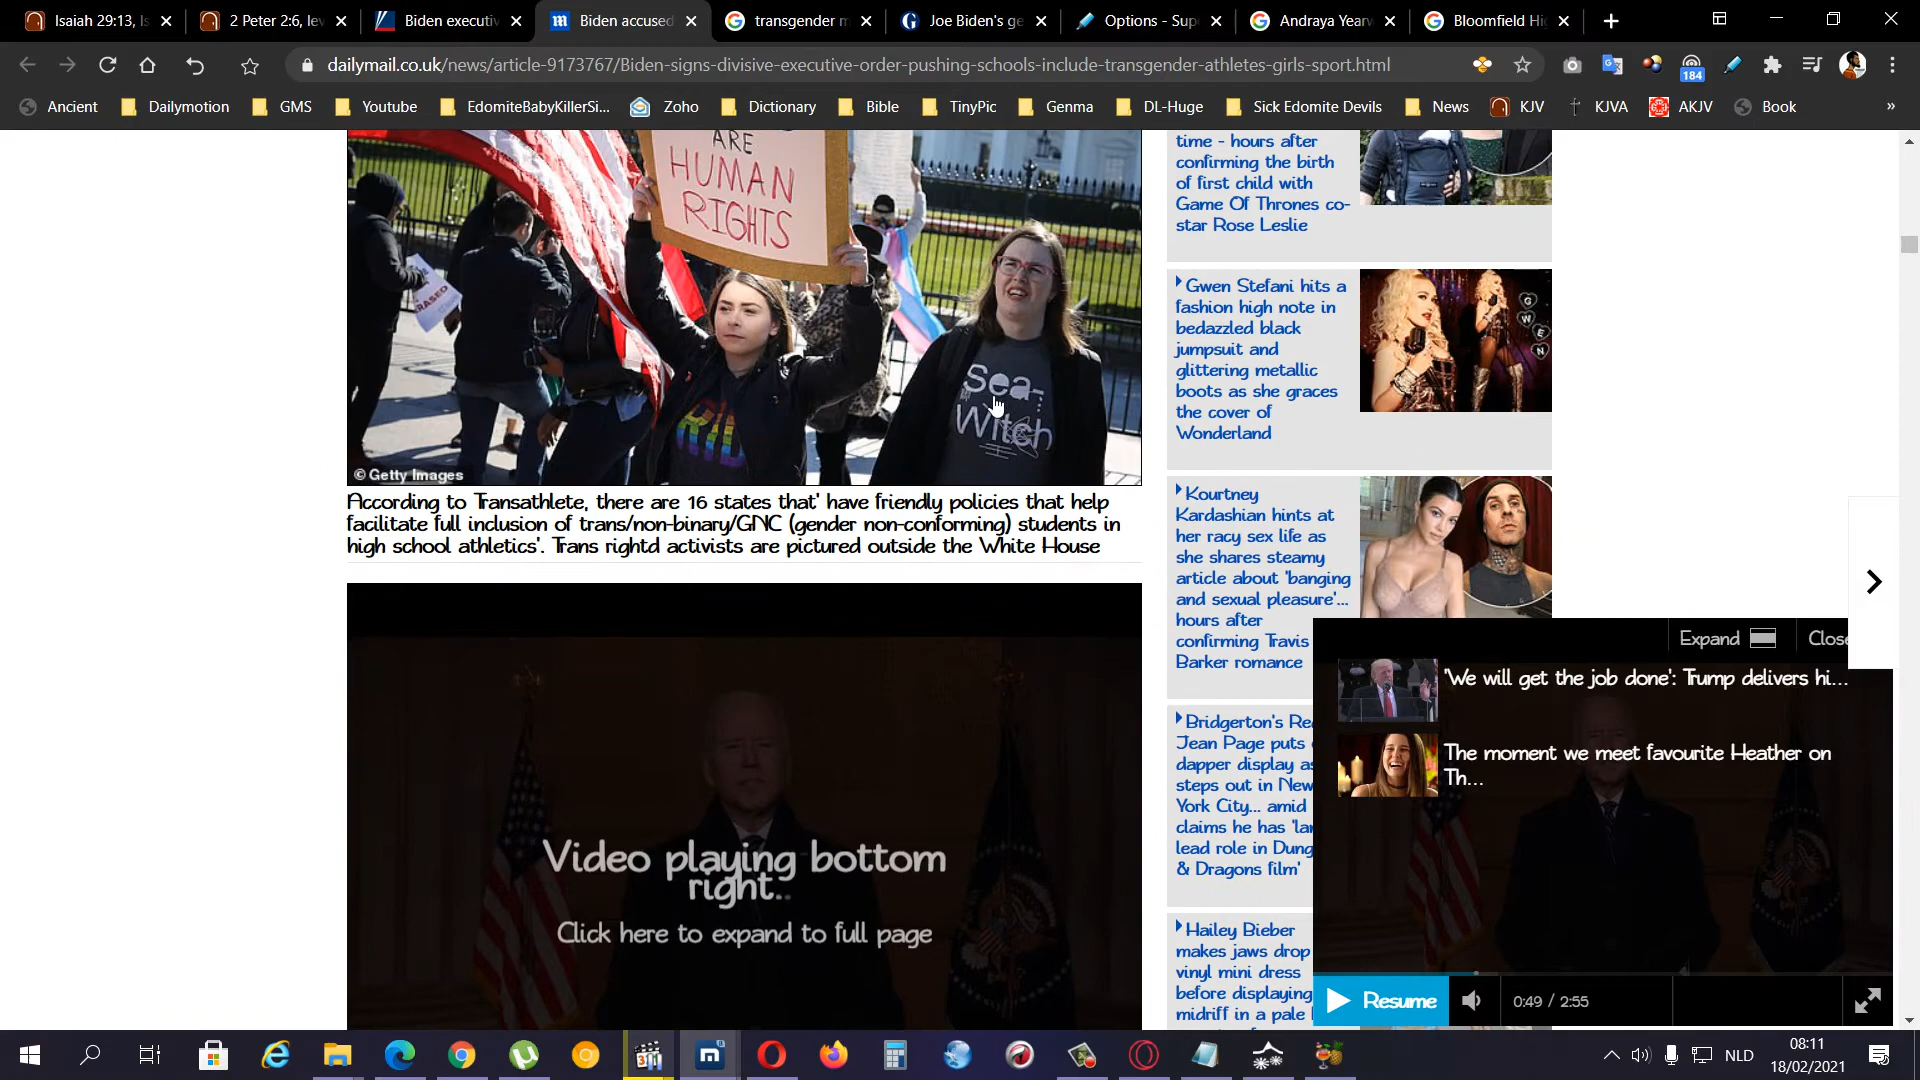 Isaiah 29:13, Is
2 Peter 2:6, lev
Biden executiv
Biden accused
transgender m
Joe Biden's ge
Options - Sup
Andraya Yearw
Bloomfield Hi
dailymail.co.uk/news/article-9173767/Biden-signs-divisive-executive-order-pushing-schools-include-transgender-athletes-girls-sport.html
184
Ancient
Dailymotion
GMS
Youtube
EdomiteBabyKillerSi...
Zoho
Dictionary
Bible
TinyPic
Genma
DL-Huge
Sick Edomite Devils
News
KJV
KJVA
AKJV
Book
»
ARE
HUMAN
RIGHTS
Sea-
Witch
© Getty Images
According to Transathlete, there are 16 states that' have friendly policies that help
facilitate full inclusion of trans/non-binary/GNC (gender non-conforming) students in
high school athletics'. Trans rightd activists are pictured outside the White House
Video playing bottom
right..
Click here to expand to full page
time - hours after
confirming the birth
of first child with
Game Of Thrones co-
star Rose Leslie
Gwen Stefani hits a
fashion high note in
bedazzled black
jumpsuit and
glittering metallic
boots as she graces
the cover of
Wonderland
G
W
E
N
Kourtney
Kardashian hints at
her racy sex life as
she shares steamy
article about 'banging
and sexual pleasure'...
hours after
confirming Travis
Barker romance
Bridgerton's Re
Jean Page puts
dapper display as
steps out in New
York City... amid
claims he has 'lan
lead role in Dung
& Dragons film'
Hailey Bieber
makes jaws drop
vinyl mini dress
before displaying
midriff in a pale
Expand
Close
'We will get the job done': Trump delivers hi...
The moment we meet favourite Heather on
Th...
Resume
0:49 / 2:55
NLD
08:11
18/02/2021